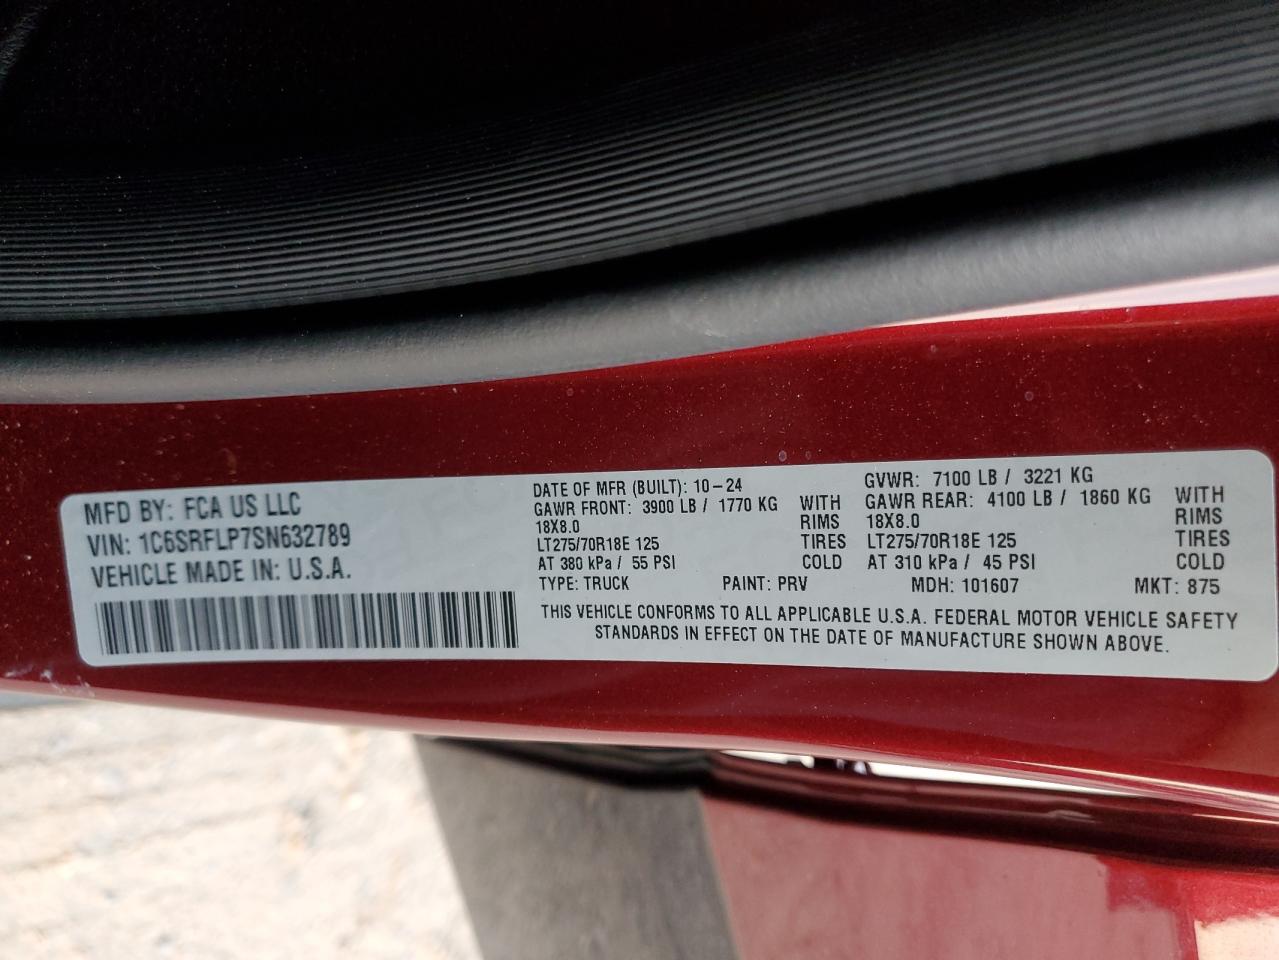 MFD BY: FCA US LLC
VIN: 1C6SRFLP7SN632789
VEHICLE MADE IN: U.S.A.
DATE OF MFR (BUILT): 10-24
GAWR FRONT: 3900 LB / 1770 KG WITH
18X8.0 RIMS
LT275/70R18E 125 TIRES
AT 380 kPa / 55 PSI COLD
GVWR: 7100 LB / 3221 KG
GAWR REAR: 4100 LB / 1860 KG WITH
18X8.0 RIMS
LT275/70R18E 125 TIRES
AT 310 kPa / 45 PSI COLD
TYPE: TRUCK PAINT: PRV MDH: 101607 MKT: 875
THIS VEHICLE CONFORMS TO ALL APPLICABLE U.S.A. FEDERAL MOTOR VEHICLE SAFETY
STANDARDS IN EFFECT ON THE DATE OF MANUFACTURE SHOWN ABOVE.